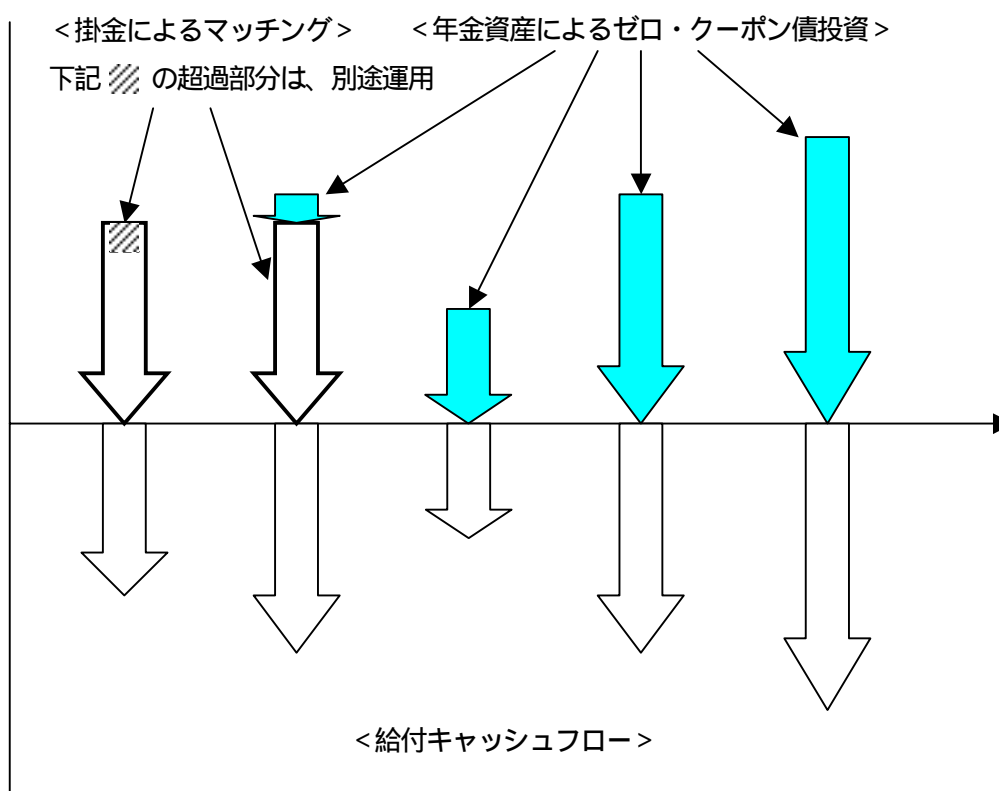 <掛金によるマッチング>
<年金資産によるゼロ・クーポン債投資>
下記 の超過部分は、別途運用
<給付キャッシュフロー>